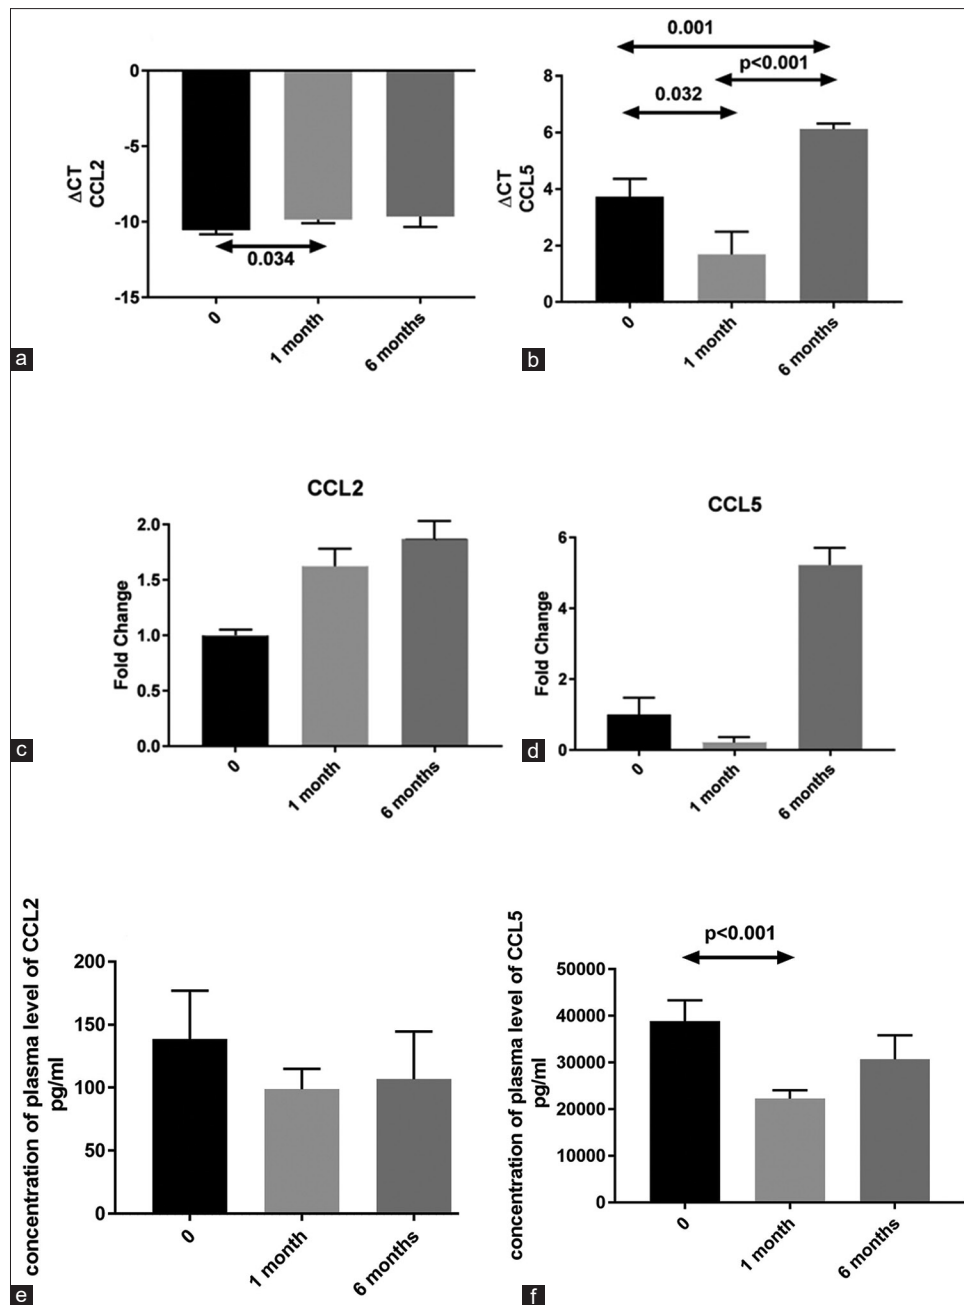 0
-5
-10
-15
ΔCT
CCL2
0.034
0
1 month
6 months
a
0.001
p<0.001
0.032
8
6
4
2
0
ΔCT
CCL5
0
1 month
6 months
b
CCL2
2.0
1.5
1.0
0.5
0.0
Fold Change
0
1 month
6 months
c
CCL5
6
4
2
0
Fold Change
0
1 month
6 months
d
concentration of plasma level of CCL2
pg/ml
200
150
100
50
0
0
1 month
6 months
e
p<0.001
concentration of plasma level of CCL5
pg/ml
50000
40000
30000
20000
10000
0
0
1 month
6 months
f